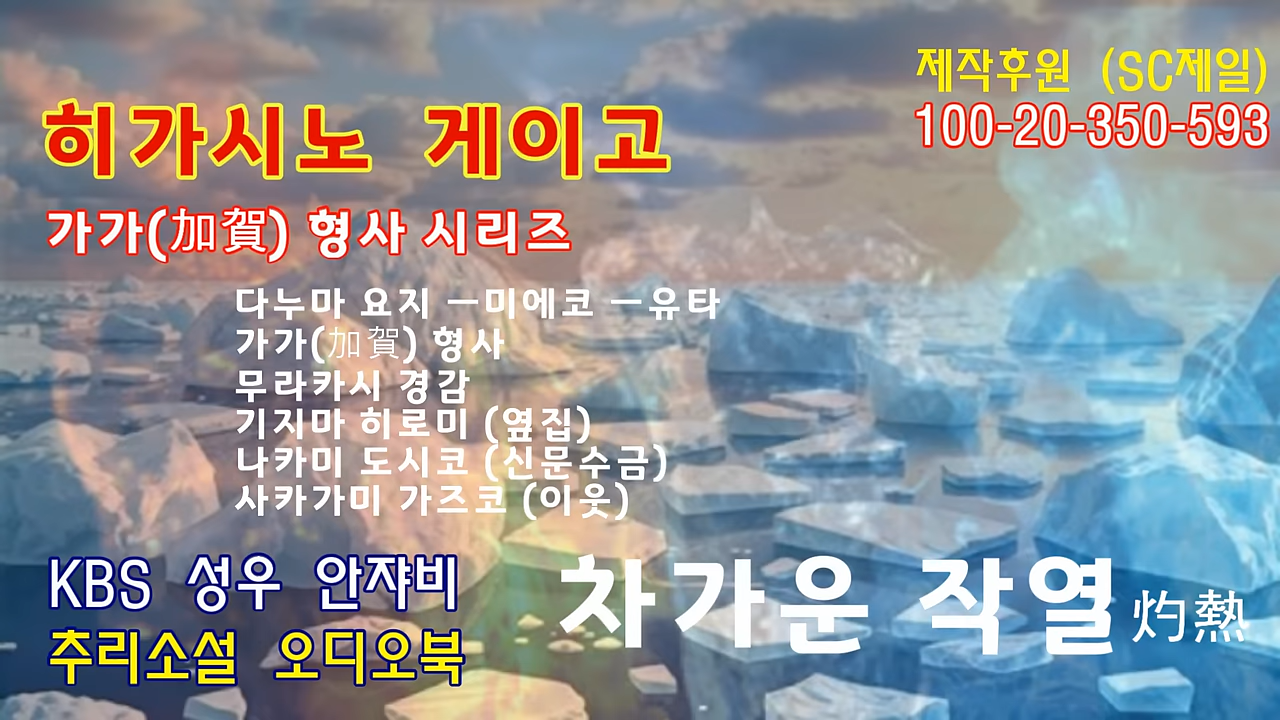 제작후원 (SC제일)
100-20-350-593
히가시노 게이고
가가(加賀) 형사 시리즈
다누마 요지 ㅡ미에코 ㅡ유타
가가(加賀) 형사
무라카시 경감
기지마 히로미 (옆집)
나카미 도시코 (신문수금)
사카가미 가즈코 (이웃)
KBS 성우 안쟈비
추리소설 오디오북
차가운 작열 灼熱